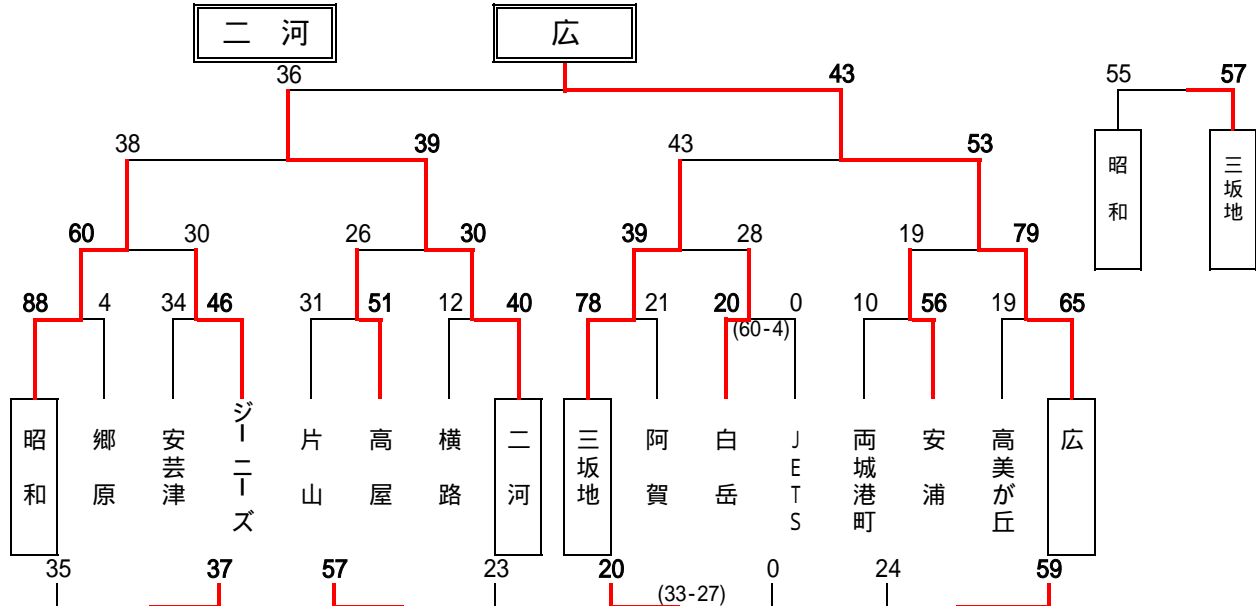 二 河 広
36 43 55 57
38 39 43 53
昭和 三坂地
60 30 26 30 39 28 19 79
88 4 34 46 31 51 12 40 78 21 20 0 10 56 19 65
(60-4)
昭和
郷原
安芸津
ジーニーズ
片山
高屋
横路
二河
三坂地
阿賀
白岳
JETS
両城港町
安浦
高美が丘
広
35 37 57 23 20 0 24 59
(33-27)